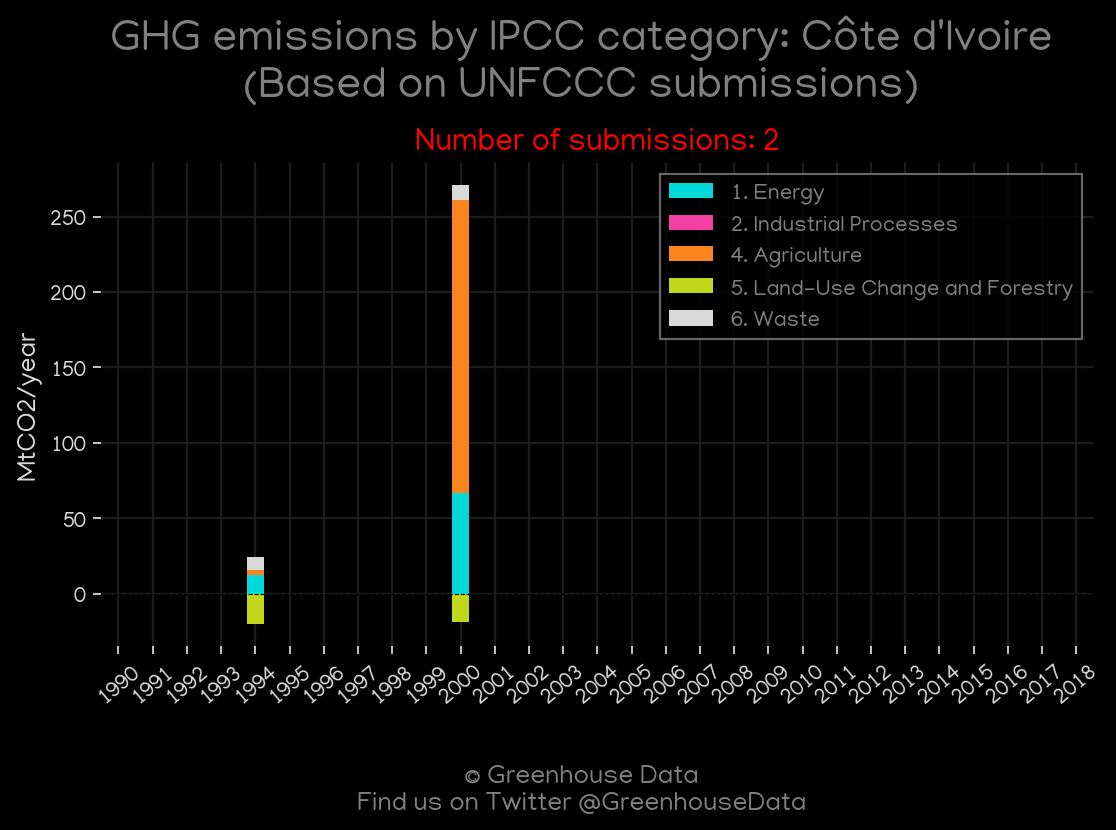 GHG emissions by IPCC category: Côte d'Ivoire
(Based on UNFCCC submissions)
Number of submissions: 2
1. Energy
2. Industrial Processes
4. Agriculture
5. Land-Use Change and Forestry
6. Waste
MtCO2/year
250
200
150
100
50
0
1990 1991 1992 1993 1994 1995 1996 1997 1998 1999 2000 2001 2002 2003 2004 2005 2006 2007 2008 2009 2010 2011 2012 2013 2014 2015 2016 2017 2018
© Greenhouse Data
Find us on Twitter @GreenhouseData